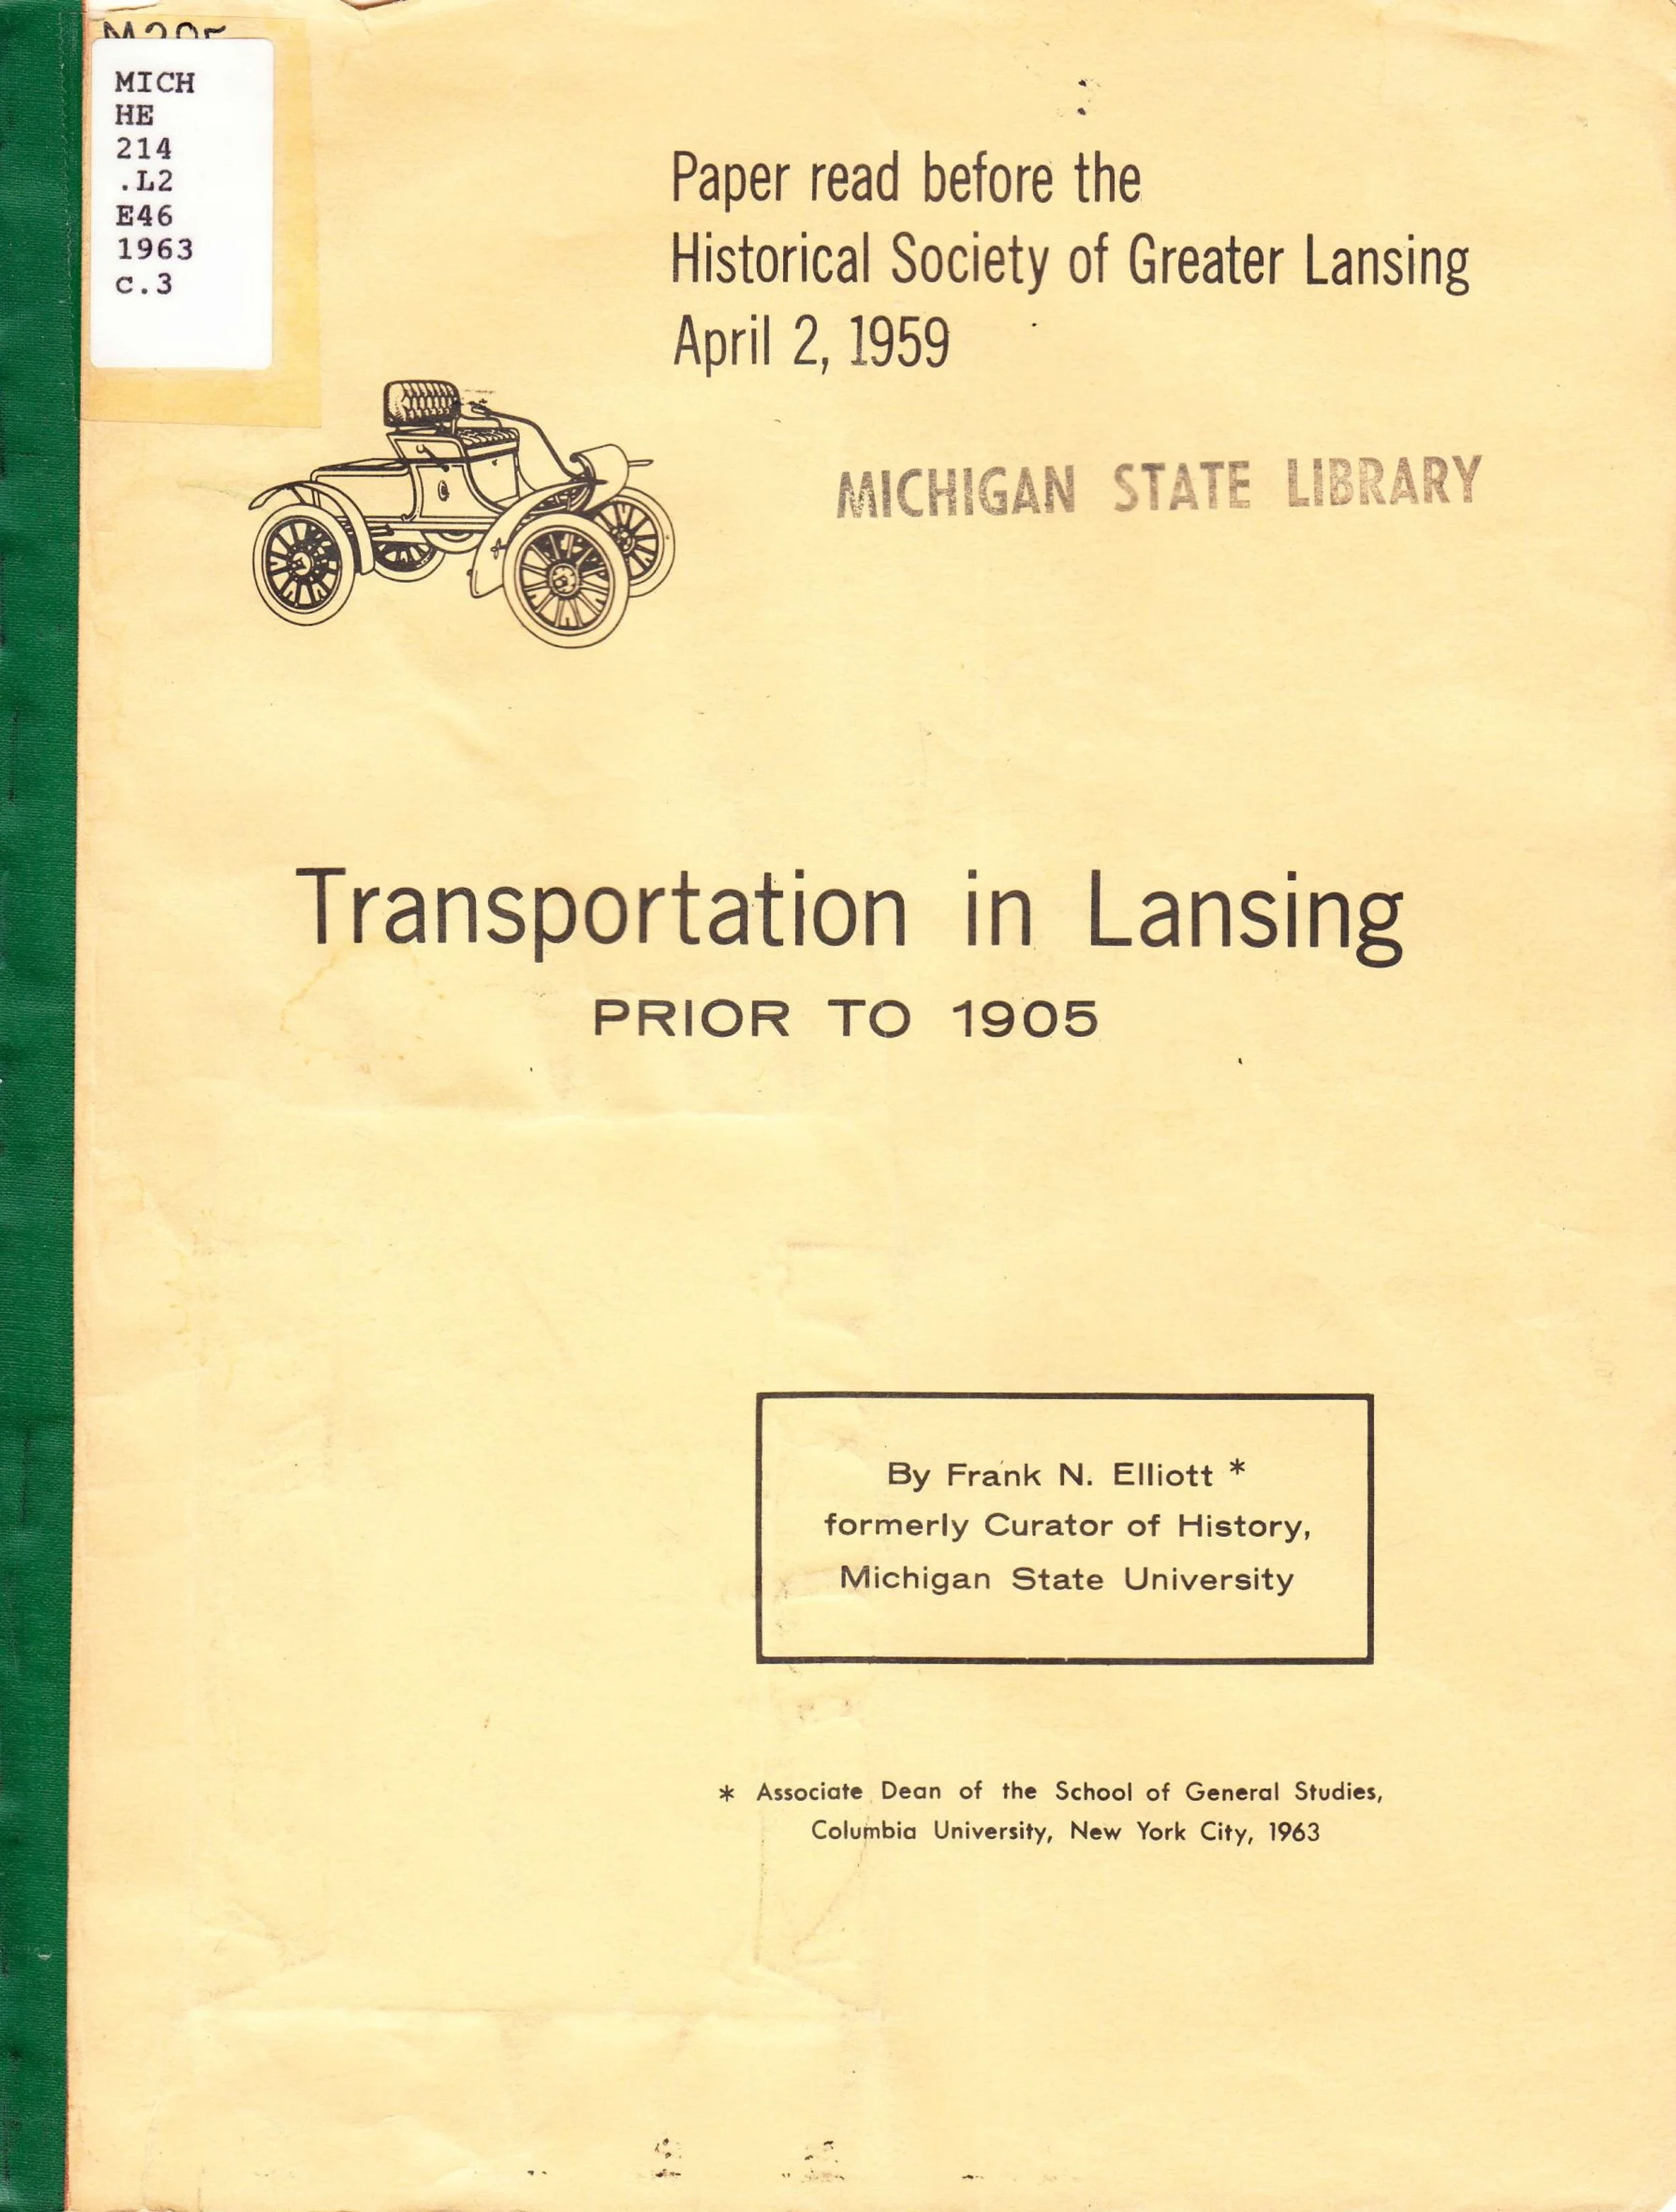 MICH
HE
214
.L2
E46
1963
c.3
Paper read before the
Historical Society of Greater Lansing
April 2, 1959
MICHIGAN STATE LIBRARY
Transportation in Lansing
PRIOR TO 1905
By Frank N. Elliott *
formerly Curator of History,
Michigan State University
* Associate Dean of the School of General Studies,
Columbia University, New York City, 1963